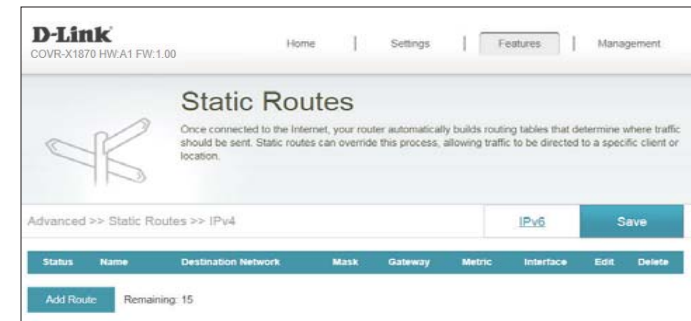 D-Link
COVR-X1870 HW:A1 FW:1.00
Home | Settings | Features | Management
Static Routes
Once connected to the Internet, your router automatically builds routing tables that determine where traffic
should be sent. Static routes can override this process, allowing traffic to be directed to a specific client or
location.
Advanced >> Static Routes >> IPv4
IPv6
Save
Status Name Destination Network Mask Gateway Metric Interface Edit Delete
Add Route Remaining: 15